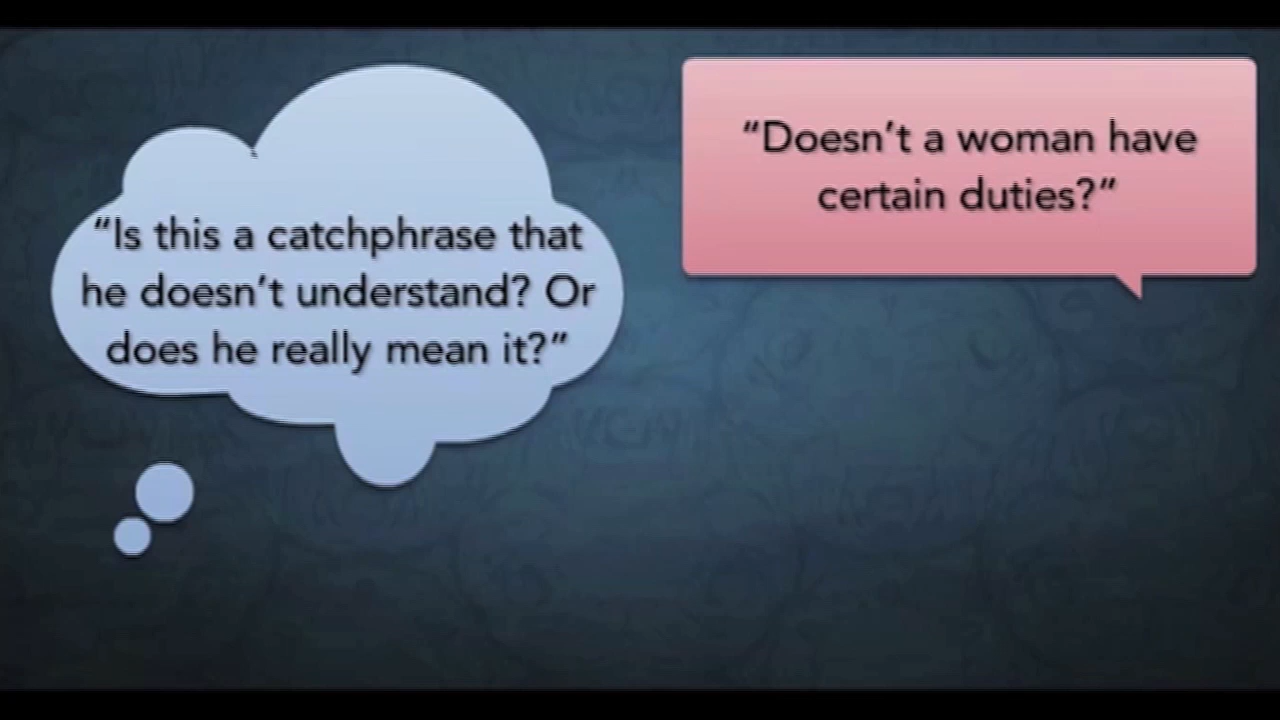 “Is this a catchphrase that
he doesn’t understand? Or
does he really mean it?”
“Doesn’t a woman have
certain duties?”